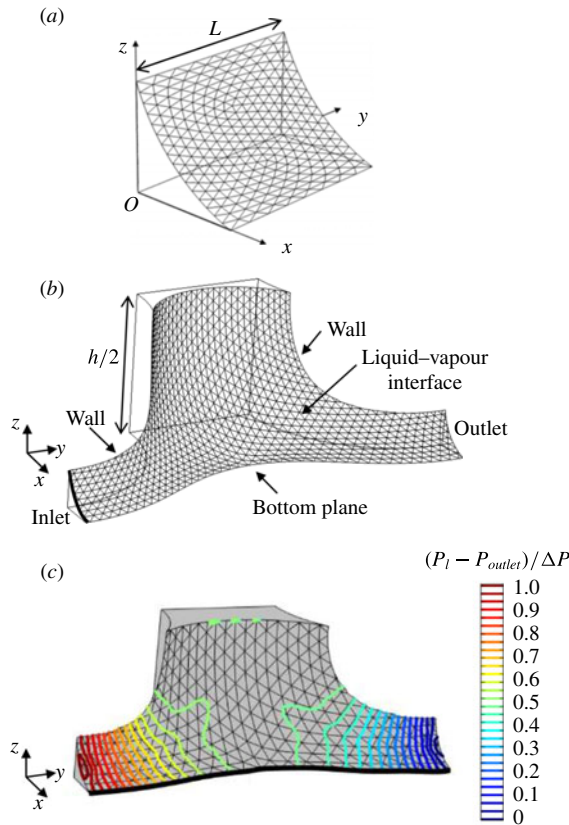 (a)
L
z
y
O
x
(b)
Wall
h/2
Liquid–vapour
interface
Wall
z
y
x
Outlet
Inlet
Bottom plane
(P_l − P_outlet)/ΔP
(c)
1.0
0.9
0.8
0.7
0.6
0.5
0.4
0.3
0.2
0.1
0
z
y
x